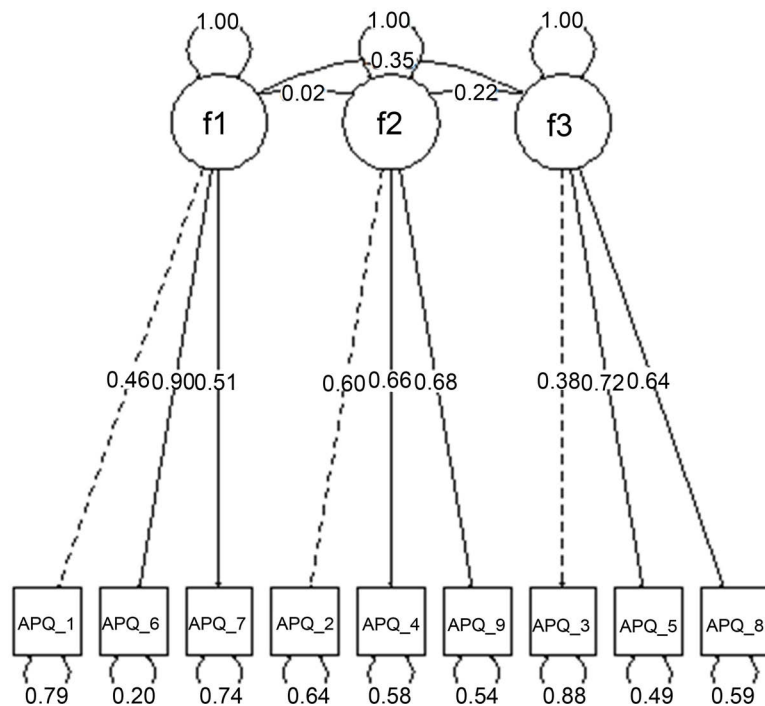 1.00 1.00 1.00
0.35
0.02 0.22
f1 f2 f3
0.46 0.90 0.51 0.60 0.66 0.68 0.38 0.72 0.64
APQ_1 APQ_6 APQ_7 APQ_2 APQ_4 APQ_9 APQ_3 APQ_5 APQ_8
0.79 0.20 0.74 0.64 0.58 0.54 0.88 0.49 0.59